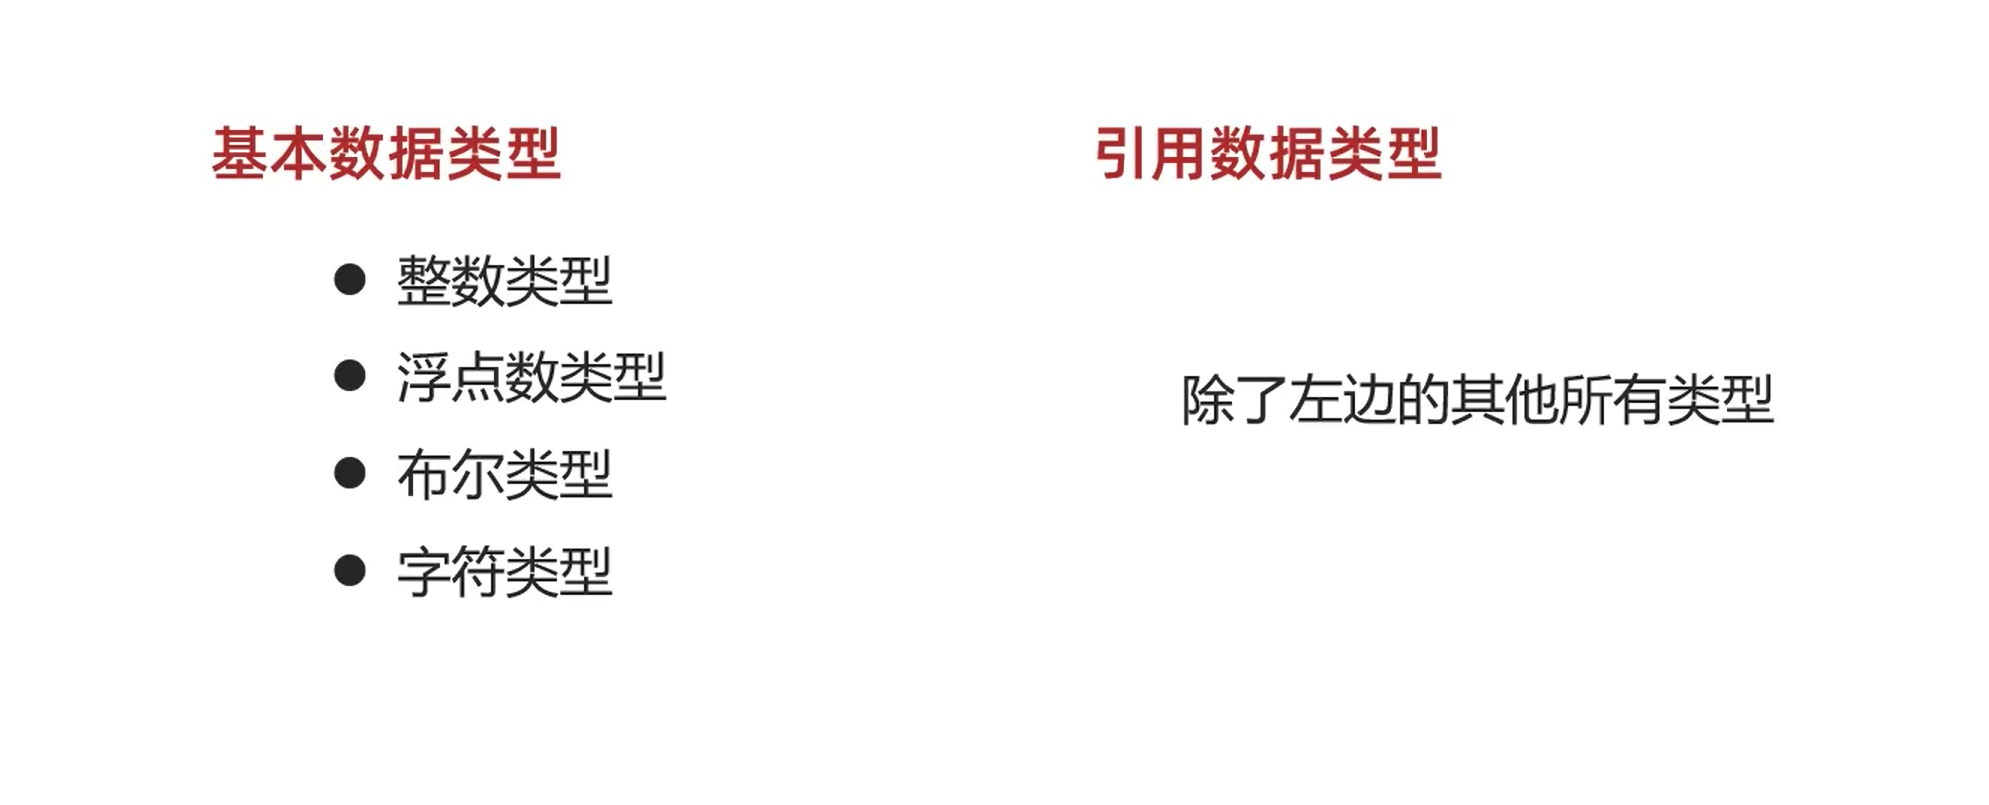 基本数据类型
● 整数类型
● 浮点数类型
● 布尔类型
● 字符类型
引用数据类型
除了左边的其他所有类型